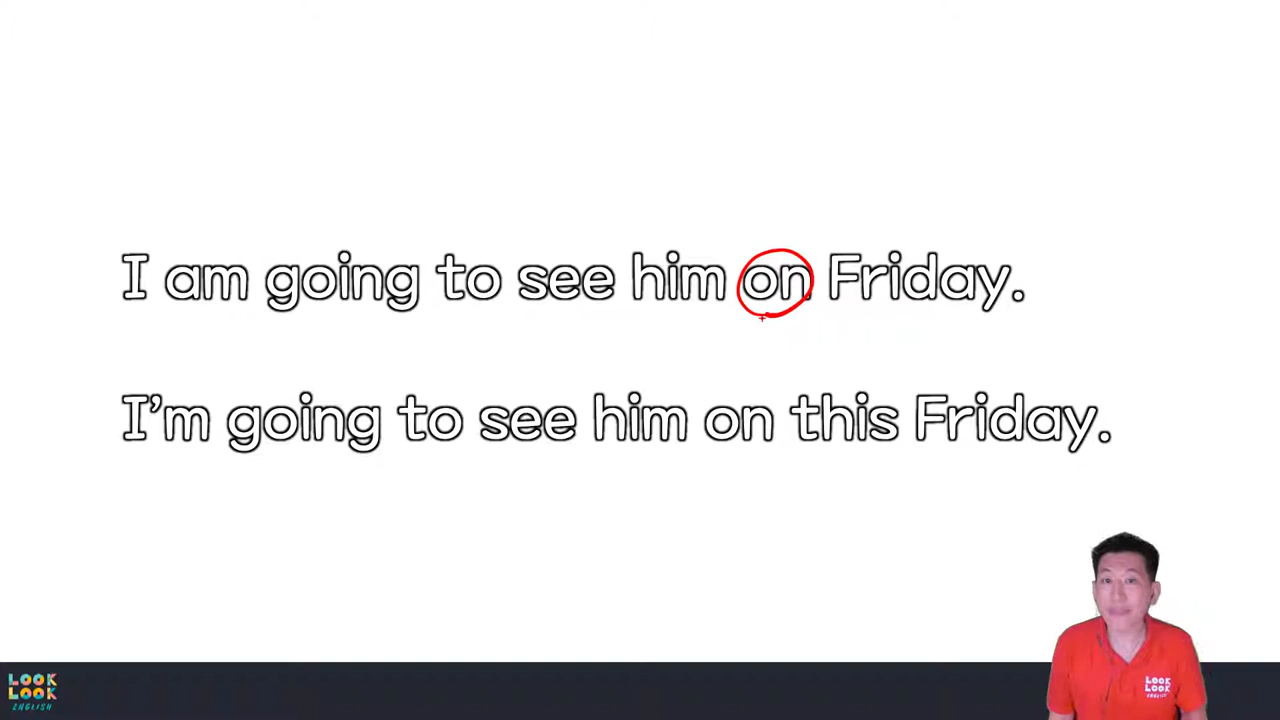 I am going to see him on Friday.
I'm going to see him on this Friday.
LOOK
LOOK
ENGLISH
LOOK
LOOK
ENGLISH